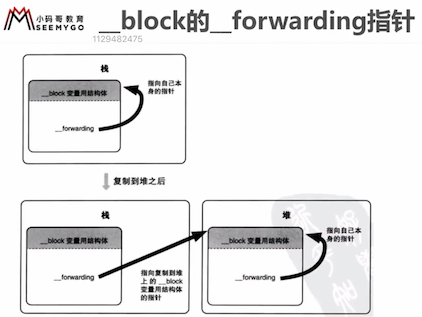 小码哥教育
SEEMYGO
__block的__forwarding指针
1129482475
栈
__block 变量用结构体
__forwarding
指向自己本
身的指针
复制到堆之后
栈
__block 变量用结构体
__forwarding
指向复制到堆
上 的 __block
变量用结构体
的指针
堆
__block 变量用结构体
__forwarding
指向自己本
身的指针